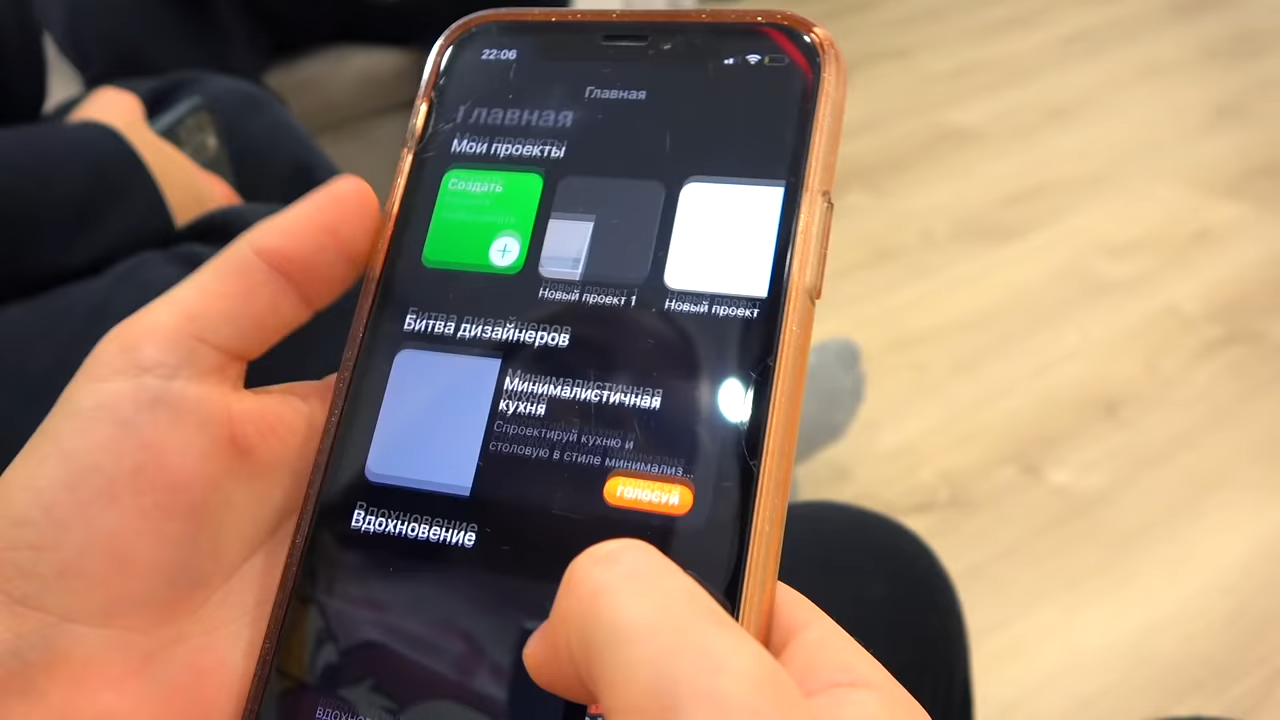 22:06
Главная
Главная
Мои проекты
Создать
Новый проект 1
Новый проект
Битва дизайнеров
Минималистичная
кухня
Спроектируй кухню и
столовую в стиле минимализ...
голосуй
Вдохновение